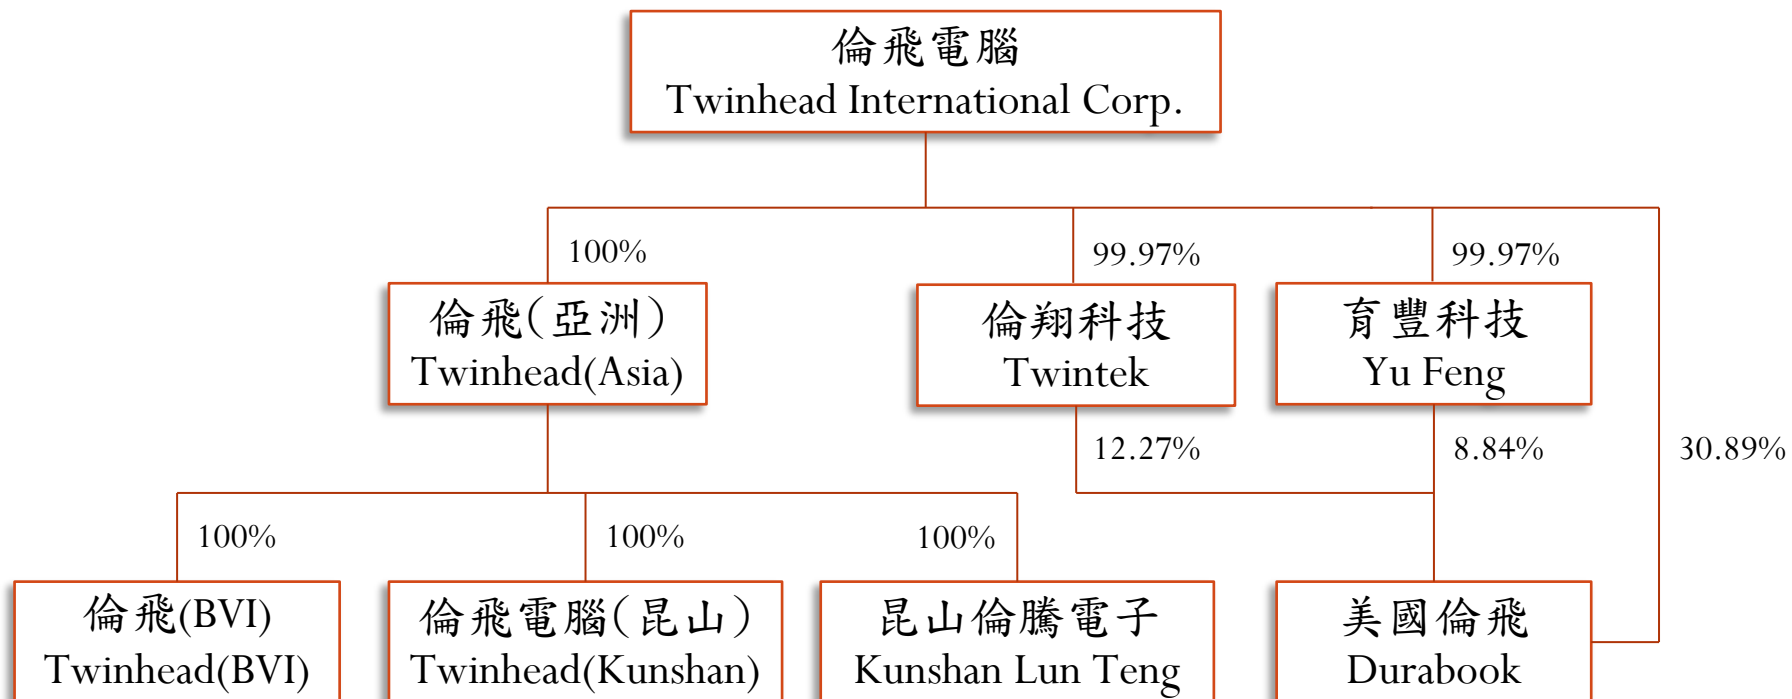 倫飛電腦
Twinhead International Corp.
100%
99.97%
99.97%
倫飛(亞洲)
Twinhead(Asia)
倫翔科技
Twintek
育豐科技
Yu Feng
12.27%
8.84%
30.89%
100%
100%
100%
倫飛(BVI)
Twinhead(BVI)
倫飛電腦(昆山)
Twinhead(Kunshan)
昆山倫騰電子
Kunshan Lun Teng
美國倫飛
Durabook